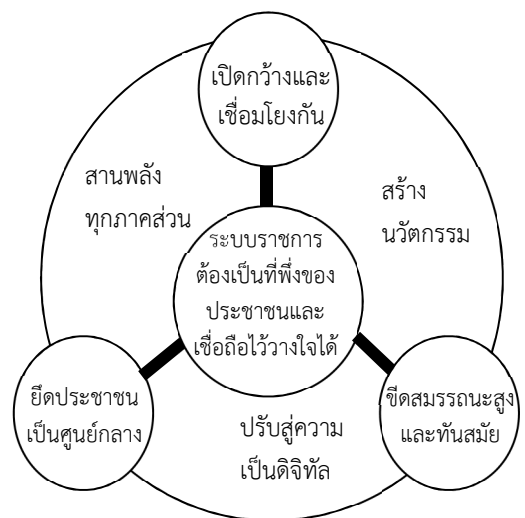 เปิดกว้างและ
เชื่อมโยงกัน
สานพลัง
ทุกภาคส่วน
สร้าง
นวัตกรรม
ระบบราชการ
ต้องเป็นที่พึ่งของ
ประชาชนและ
เชื่อถือไว้วางใจได้
ยึดประชาชน
เป็นศูนย์กลาง
ปรับสู่ความ
เป็นดิจิทัล
ขีดสมรรถนะสูง
และทันสมัย